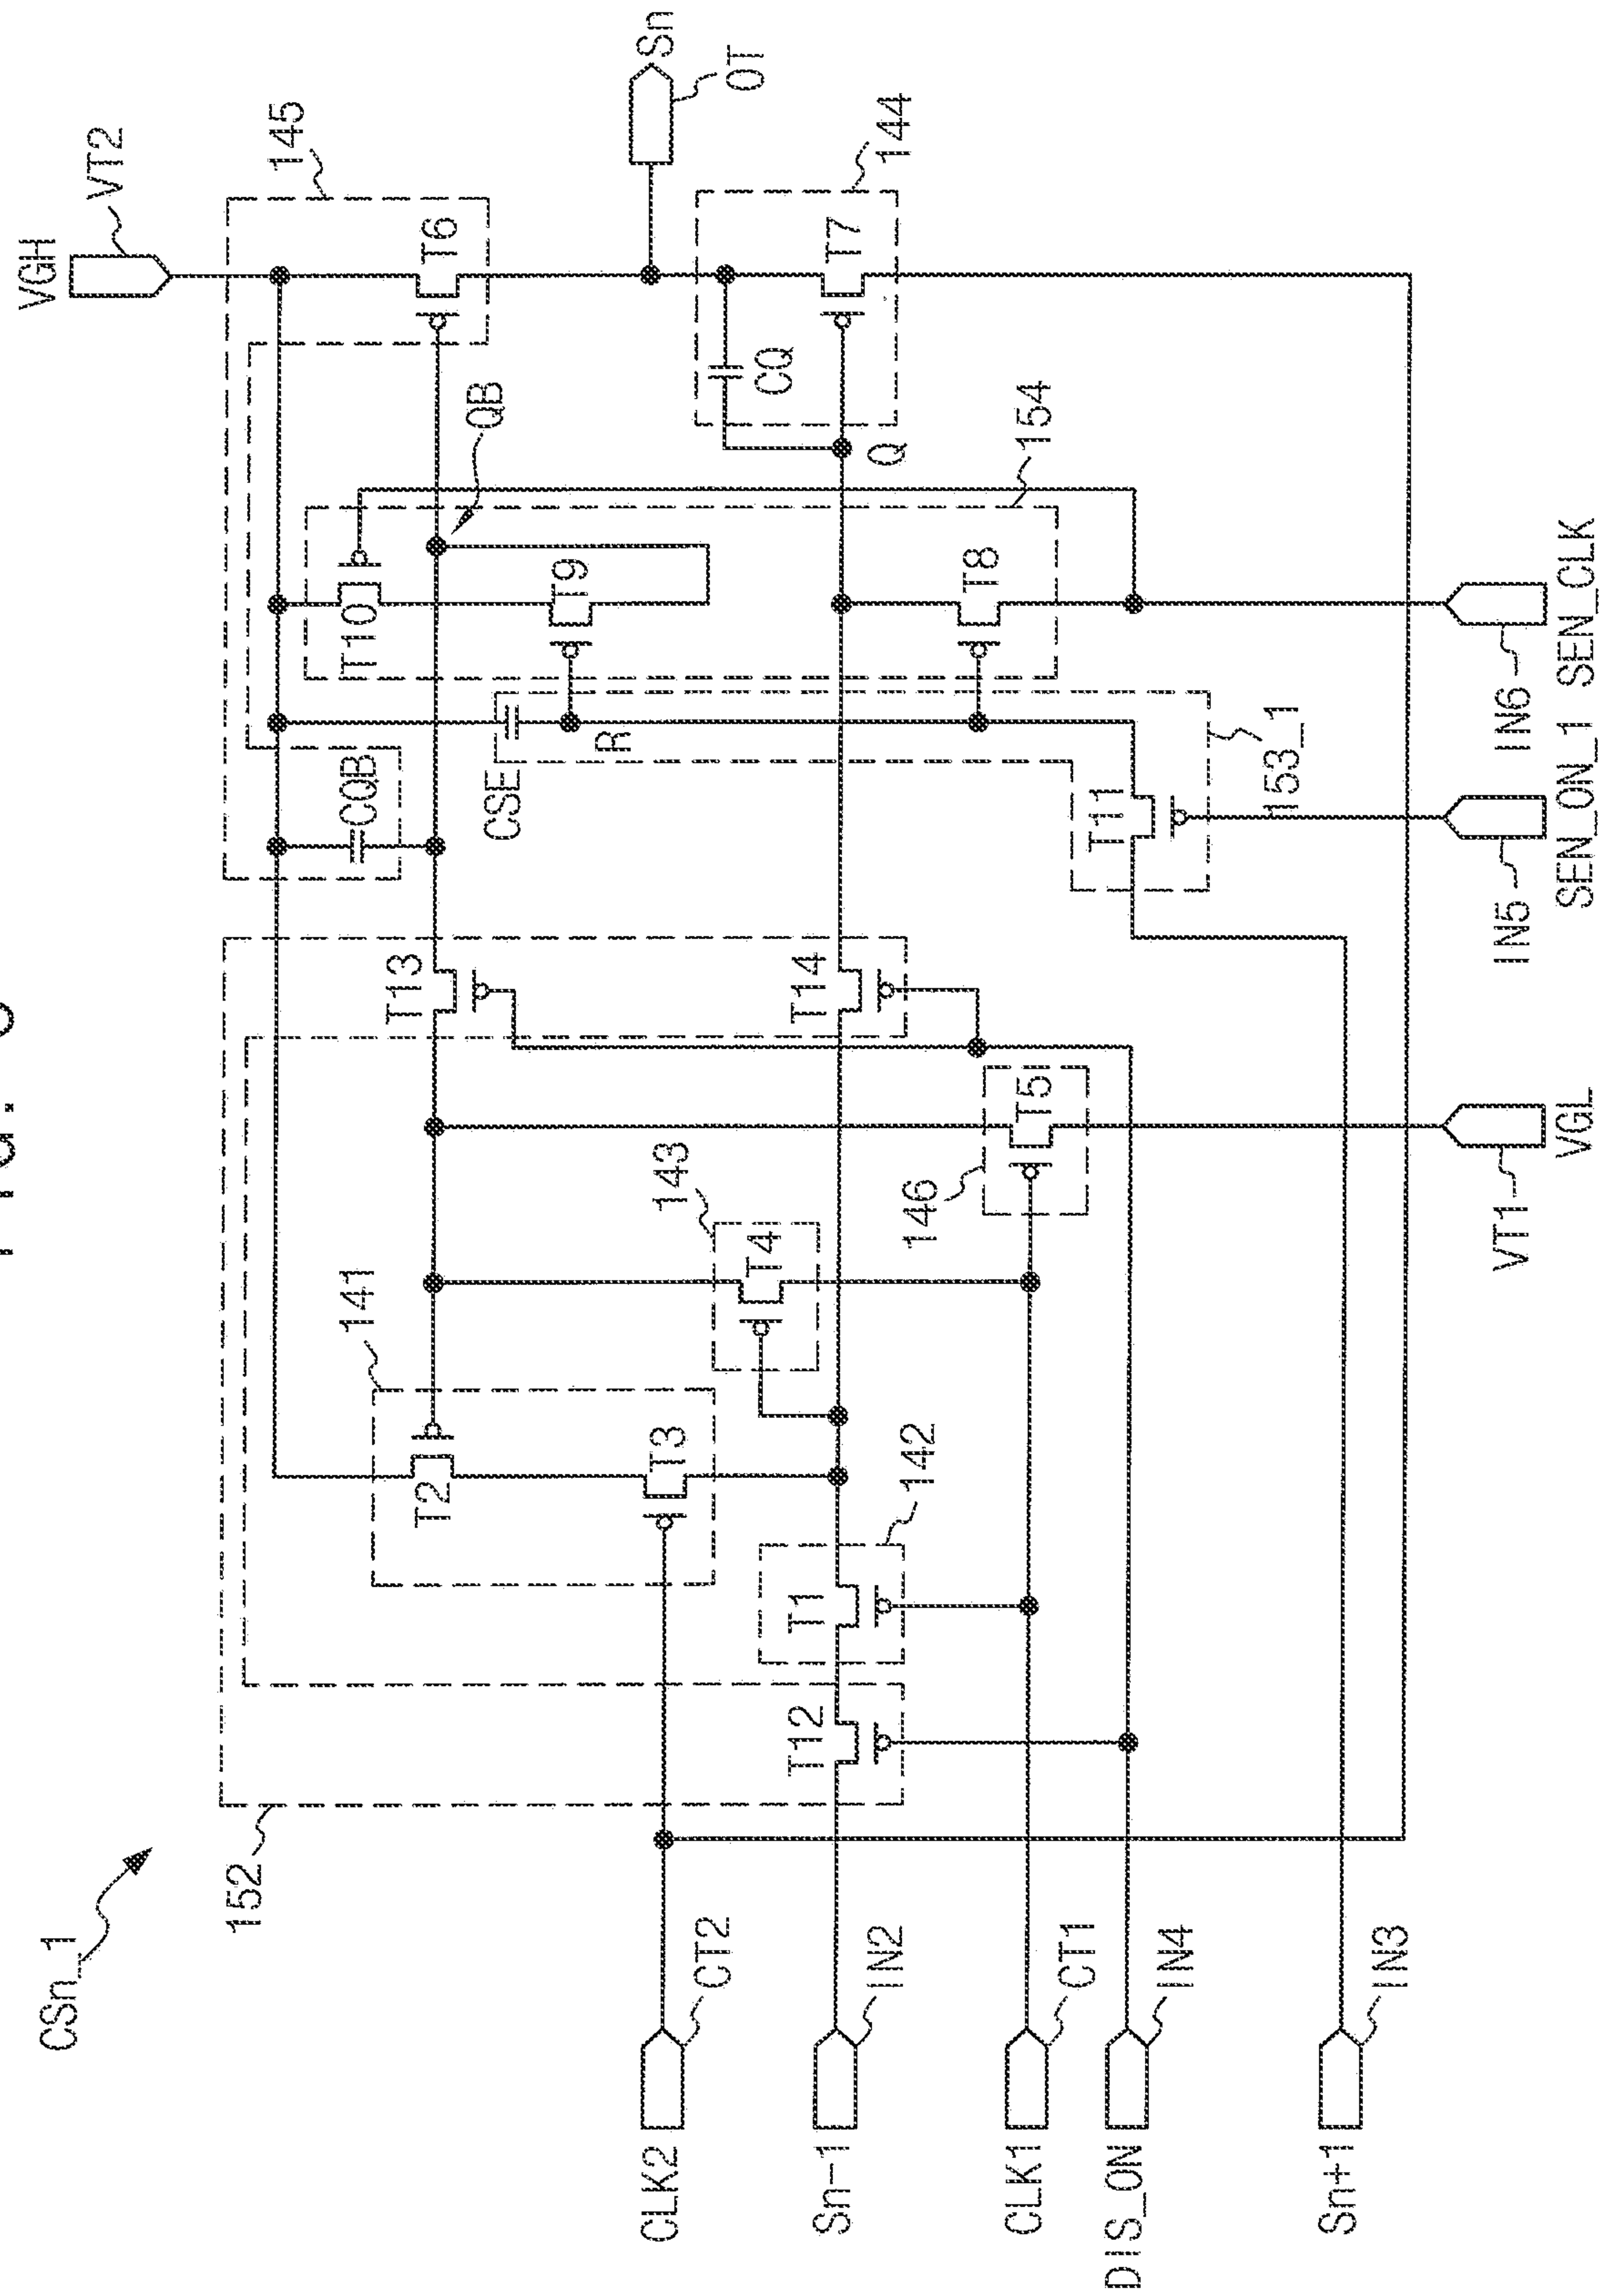 CSn_1
152
VGH
VT2
145
T6
Sn
OT
144
T7
CQ
Q
QB
154
T10
T9
T8
CSE
R
CQB
T11
153_1
T13
T14
141
T2
T3
143
T4
146
T5
142
T1
T12
CLK2
CT2
Sn-1
IN2
CLK1
CT1
DIS_ON
IN4
Sn+1
IN3
VT1
VGL
IN5
SEN_ON_1
IN6
SEN_CLK